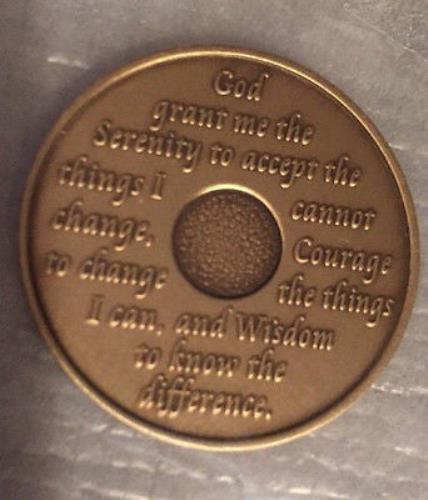 God
grant me the
Serenity to accept the
things I cannot
change, Courage
to change the things
I can, and Wisdom
to know the
difference.